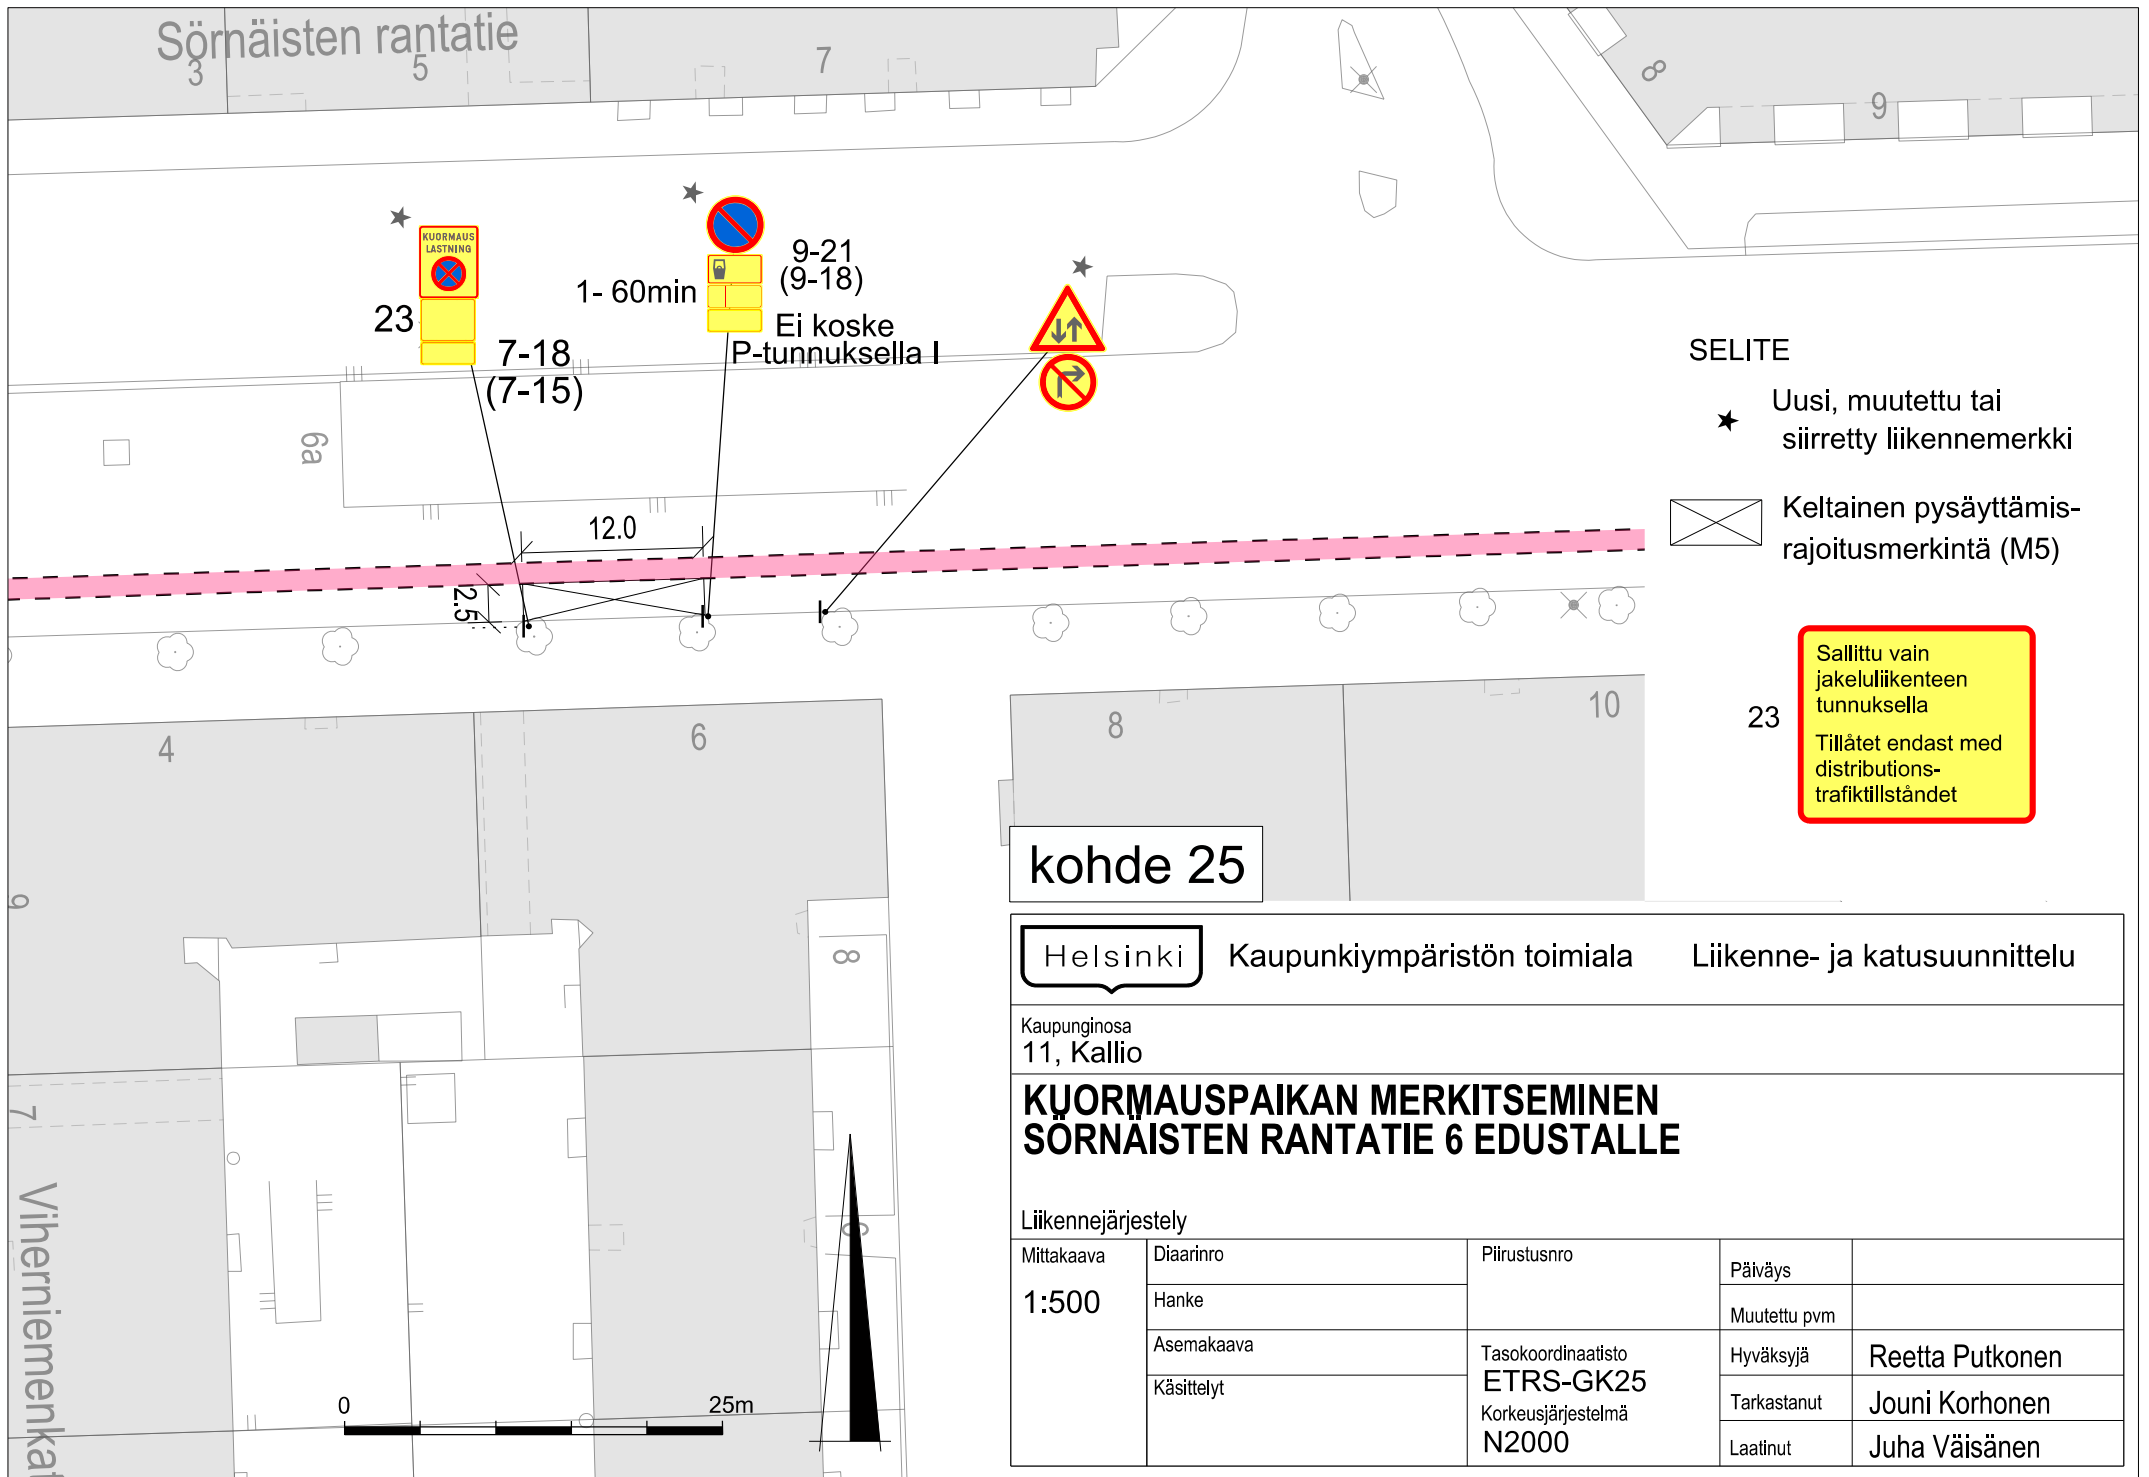 Sörnäisten rantatie
3
5
7
8
9
KUORMAUS
LASTNING
23
7-18
(7-15)
1- 60min
9-21
(9-18)
Ei koske
P-tunnuksella I
6a
12.0
2.5
4
6
8
10
9
7
8
Viherniemenkat
SELITE
Uusi, muutettu tai
siirretty liikennemerkki
Keltainen pysäyttämis-
rajoitusmerkintä (M5)
23
Sallittu vain
jakeluliikenteen
tunnuksella
Tillåtet endast med
distributions-
trafiktillståndet
kohde 25
0
25m
Helsinki
Kaupunkiympäristön toimiala
Liikenne- ja katusuunnittelu
Kaupunginosa
11, Kallio
KUORMAUSPAIKAN MERKITSEMINEN
SÖRNÄISTEN RANTATIE 6 EDUSTALLE
Liikennejärjestely
Mittakaava
1:500
Diaarinro
Hanke
Asemakaava
Käsittelyt
Piirustusnro
Tasokoordinaatisto
ETRS-GK25
Korkeusjärjestelmä
N2000
Päiväys
Muutettu pvm
Hyväksyjä
Reetta Putkonen
Tarkastanut
Jouni Korhonen
Laatinut
Juha Väisänen